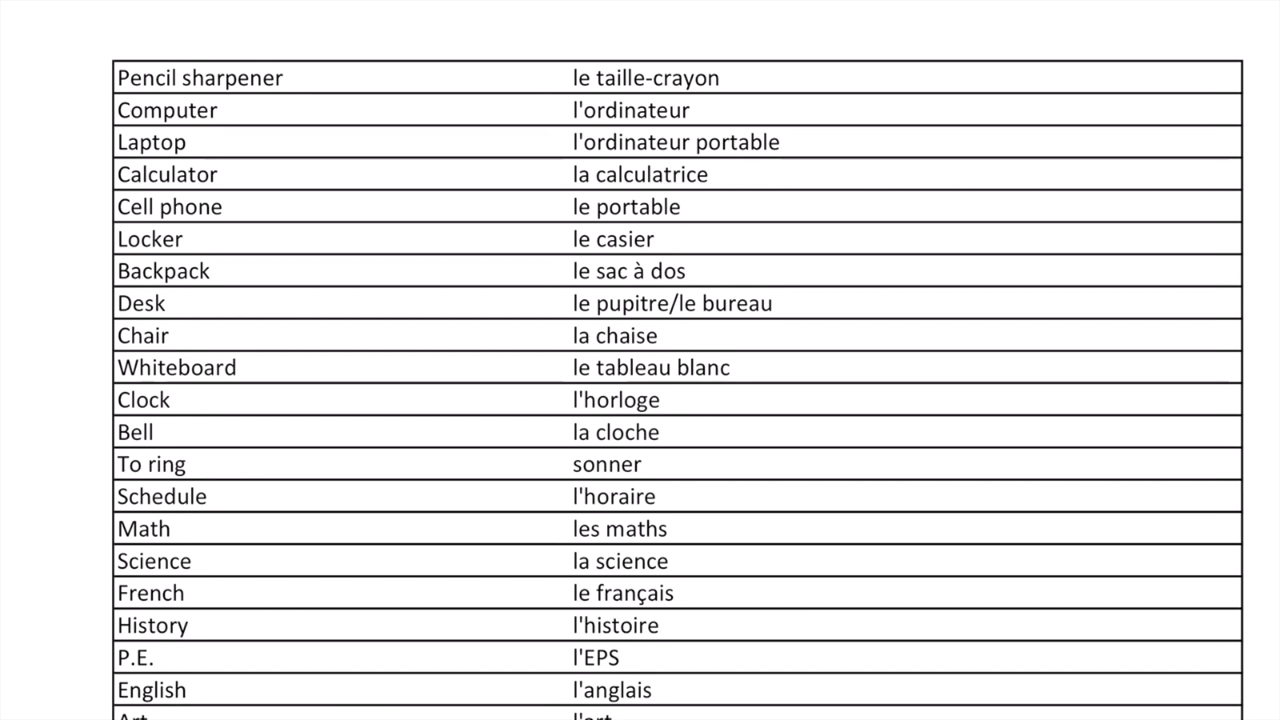 Pencil sharpener le taille-crayon
Computer l'ordinateur
Laptop l'ordinateur portable
Calculator la calculatrice
Cell phone le portable
Locker le casier
Backpack le sac à dos
Desk le pupitre/le bureau
Chair la chaise
Whiteboard le tableau blanc
Clock l'horloge
Bell la cloche
To ring sonner
Schedule l'horaire
Math les maths
Science la science
French le français
History l'histoire
P.E. l'EPS
English l'anglais
Art l'art